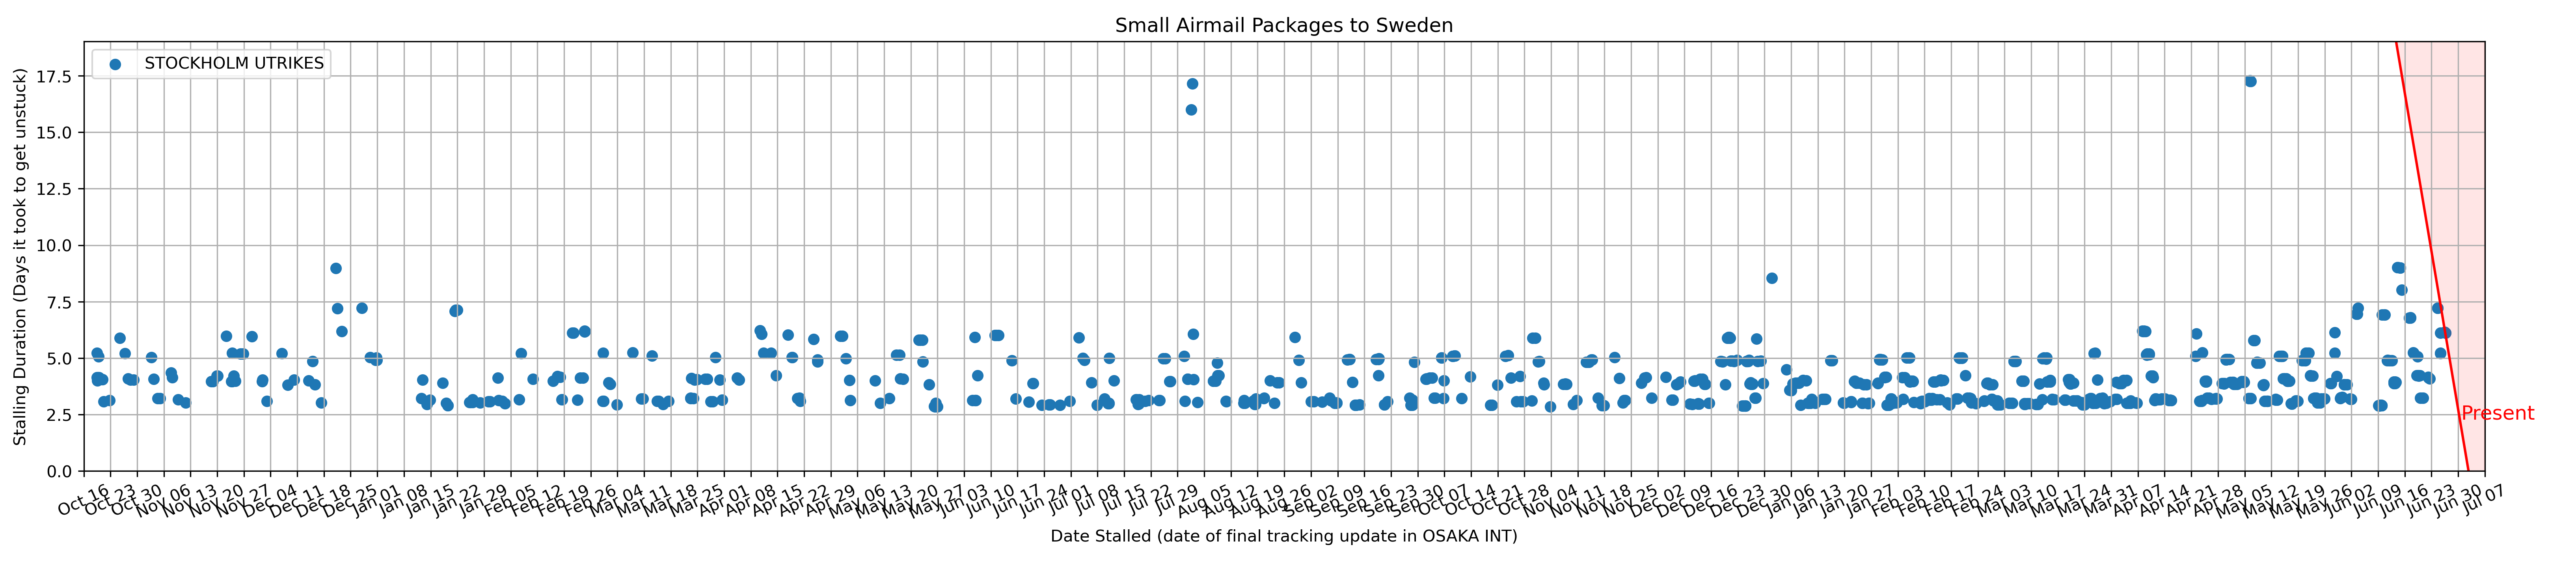 Small Airmail Packages to Sweden
STOCKHOLM UTRIKES
Stalling Duration (Days it took to get unstuck)
17.5
15.0
12.5
10.0
7.5
5.0
2.5
0.0
Present
Oct 16
Oct 23
Oct 30
Nov 06
Nov 13
Nov 20
Nov 27
Dec 04
Dec 11
Dec 18
Dec 25
Jan 01
Jan 08
Jan 15
Jan 22
Jan 29
Feb 05
Feb 12
Feb 19
Feb 26
Mar 04
Mar 11
Mar 18
Mar 25
Apr 01
Apr 08
Apr 15
Apr 22
Apr 29
May 06
May 13
May 20
May 27
Jun 03
Jun 10
Jun 17
Jun 24
Jul 01
Jul 08
Jul 15
Jul 22
Jul 29
Aug 05
Aug 12
Aug 19
Aug 26
Sep 02
Sep 09
Sep 16
Sep 23
Sep 30
Oct 07
Oct 14
Oct 21
Oct 28
Nov 04
Nov 11
Nov 18
Nov 25
Dec 02
Dec 09
Dec 16
Dec 23
Dec 30
Jan 06
Jan 13
Jan 20
Jan 27
Feb 03
Feb 10
Feb 17
Feb 24
Mar 03
Mar 10
Mar 17
Mar 24
Mar 31
Apr 07
Apr 14
Apr 21
Apr 28
May 05
May 12
May 19
May 26
Jun 02
Jun 09
Jun 16
Jun 23
Jun 30
Jul 07
Date Stalled (date of final tracking update in OSAKA INT)